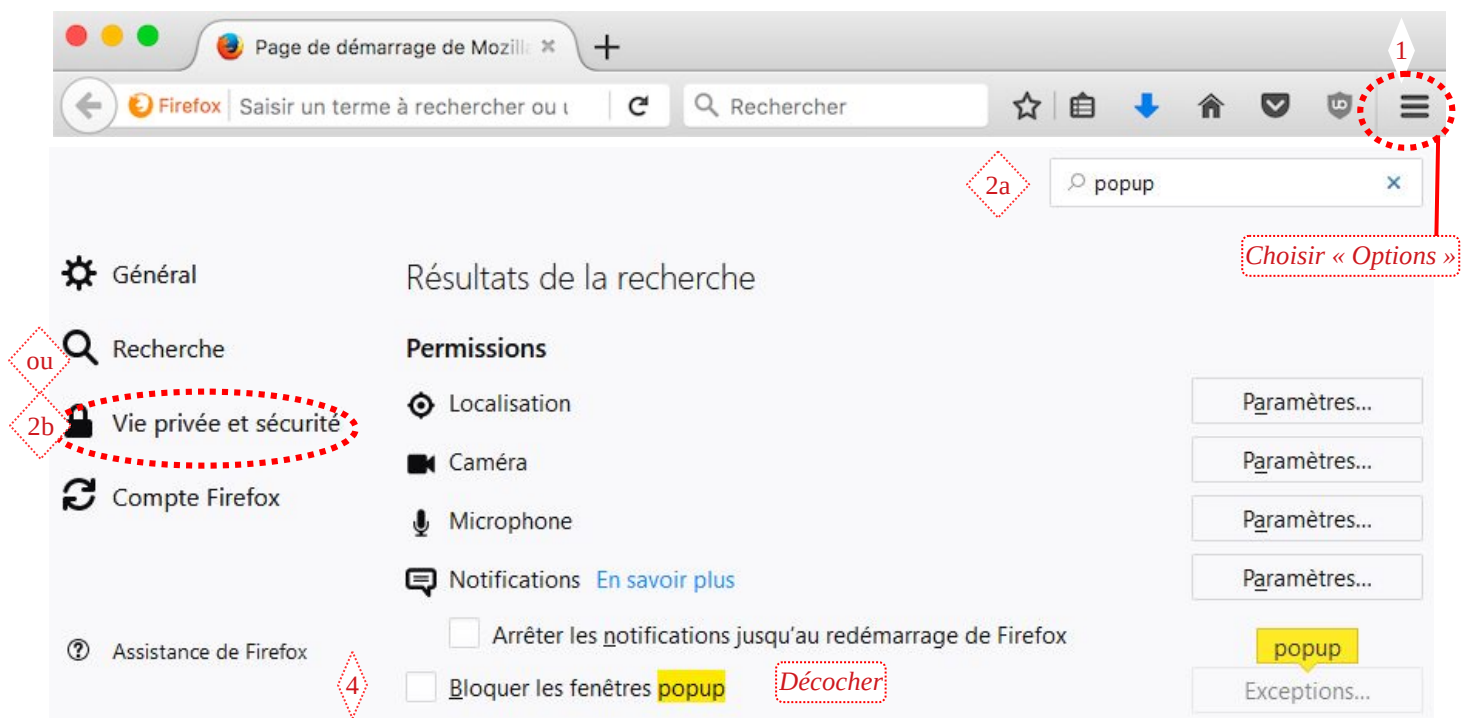 Page de démarrage de Mozill
1
Firefox Saisir un terme à rechercher ou u
Rechercher
2a
popup
Choisir « Options »
Général
Résultats de la recherche
ou
Recherche
Permissions
2b
Vie privée et sécurité
Localisation
Paramètres...
Caméra
Paramètres...
Compte Firefox
Microphone
Paramètres...
Notifications En savoir plus
Paramètres...
Arrêter les notifications jusqu'au redémarrage de Firefox
popup
Assistance de Firefox
4
Bloquer les fenêtres popup
Décocher
Exceptions...